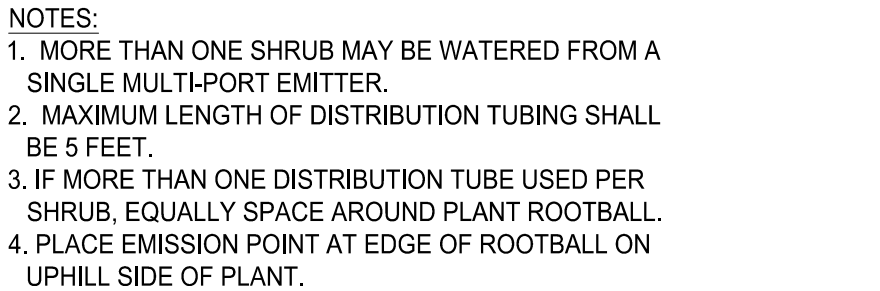 NOTES:
1. MORE THAN ONE SHRUB MAY BE WATERED FROM A
SINGLE MULTI-PORT EMITTER.
2. MAXIMUM LENGTH OF DISTRIBUTION TUBING SHALL
BE 5 FEET.
3. IF MORE THAN ONE DISTRIBUTION TUBE USED PER
SHRUB, EQUALLY SPACE AROUND PLANT ROOTBALL.
4. PLACE EMISSION POINT AT EDGE OF ROOTBALL ON
UPHILL SIDE OF PLANT.